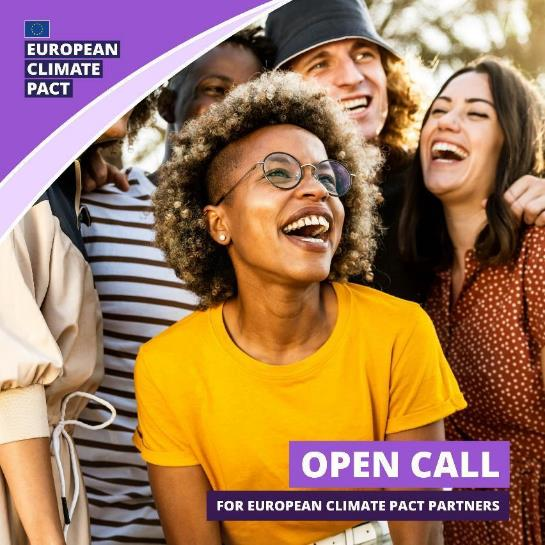 EUROPEAN
CLIMATE
PACT
OPEN CALL
FOR EUROPEAN CLIMATE PACT PARTNERS